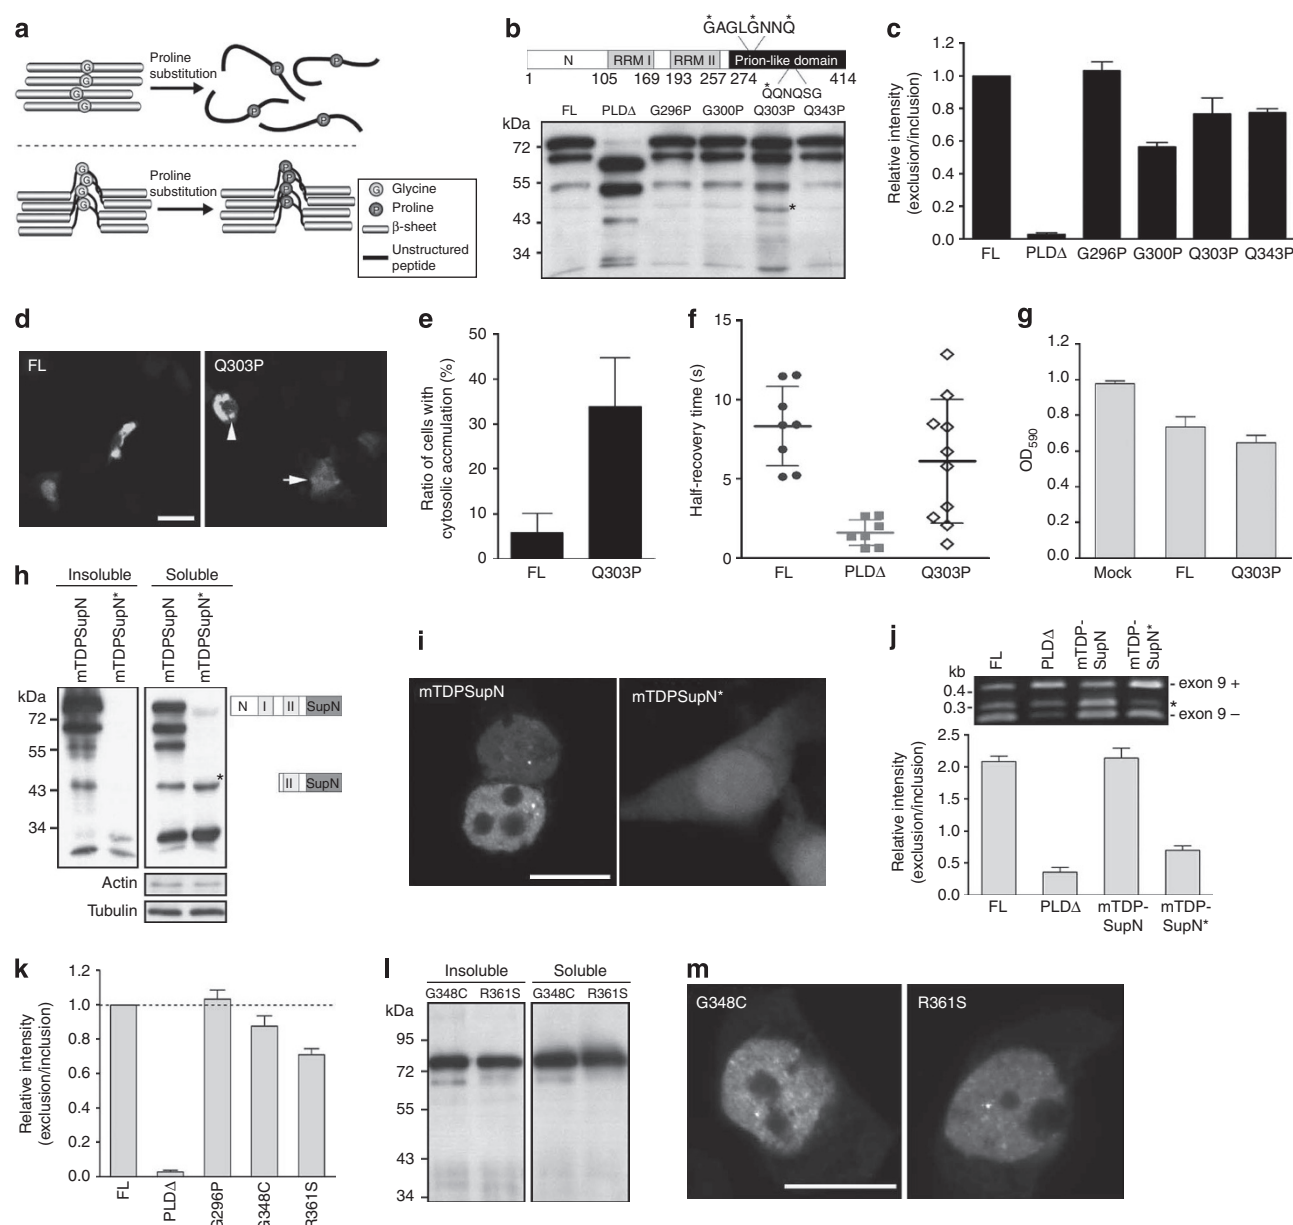 a
Proline
substitution
G
G
G
G
P
P
P
P
Proline
substitution
G
G
G
G
P
P
P
P
G Glycine
P Proline
β-sheet
Unstructured
peptide
b
* * *
GAGLGNNQ
N RRM I RRM II Prion-like domain
1 105 169 193 257 274 414
*
QQNQSG
FL PLDΔ G296P G300P Q303P Q343P
kDa
72
55
43
34
*
c
Relative intensity
(exclusion/inclusion)
1.2
1.0
0.8
0.6
0.4
0.2
0.0
FL PLDΔ G296P G300P Q303P Q343P
d
FL
Q303P
e
Ratio of cells with
cytosolic accmulation (%)
50
40
30
20
10
0
FL Q303P
f
Half-recovery time (s)
15
10
5
0
FL PLDΔ Q303P
g
OD590
1.2
1.0
0.8
0.6
0.4
0.2
0.0
Mock FL Q303P
h
Insoluble Soluble
mTDPSupN
mTDPSupN*
mTDPSupN
mTDPSupN*
kDa
72
55
43
34
*
N I II SupN
II SupN
Actin
Tubulin
i
mTDPSupN
mTDPSupN*
j
FL
PLDΔ
mTDP-
SupN
mTDP-
SupN*
kb
0.4
0.3
exon 9 +
*
exon 9 –
Relative intensity
(exclusion/inclusion)
2.5
2.0
1.5
1.0
0.5
0.0
FL PLDΔ mTDP- mTDP-
SupN SupN*
k
Relative intensity
(exclusion/inclusion)
1.2
1.0
0.8
0.6
0.4
0.2
0.0
FL
PLDΔ
G296P
G348C
R361S
l
Insoluble Soluble
G348C R361S G348C R361S
kDa
95
72
55
43
34
m
G348C
R361S